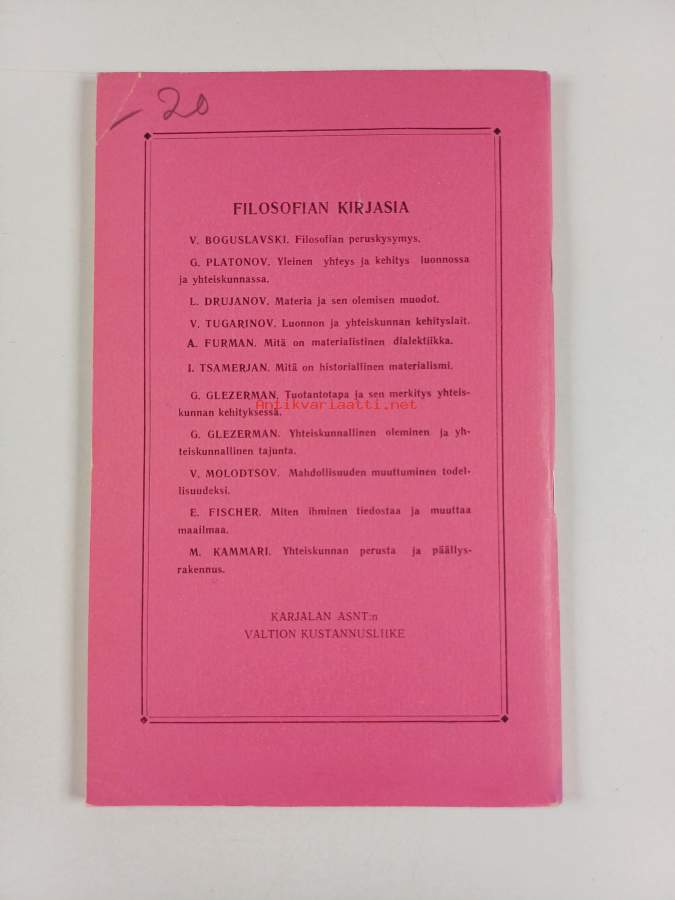 - 20
FILOSOFIAN KIRJASIA
V. BOGUSLAVSKI. Filosofian peruskysymys.
G. PLATONOV. Yleinen yhteys ja kehitys luonnossa
ja yhteiskunnassa.
L. DRUJANOV. Materia ja sen olemisen muodot.
V. TUGARINOV. Luonnon ja yhteiskunnan kehityslait.
A. FURMAN. Mitä on materialistinen dialektiikka.
I. TSAMERJAN. Mitä on historiallinen materialismi.
G. GLEZERMAN. Tuotantotapa ja sen merkitys yhteis-
Antikvariaatti.net
kunnan kehityksessä.
G. GLEZERMAN. Yhteiskunnallinen oleminen ja yh-
teiskunnallinen tajunta.
V. MOLODTSOV. Mahdollisuuden muuttuminen todel-
lisuudeksi.
E. FISCHER. Miten ihminen tiedostaa ja muuttaa
maailmaa.
M. KAMMARI. Yhteiskunnan perusta ja päällys-
rakennus.
KARJALAN ASNT:n
VALTION KUSTANNUSLIIKE